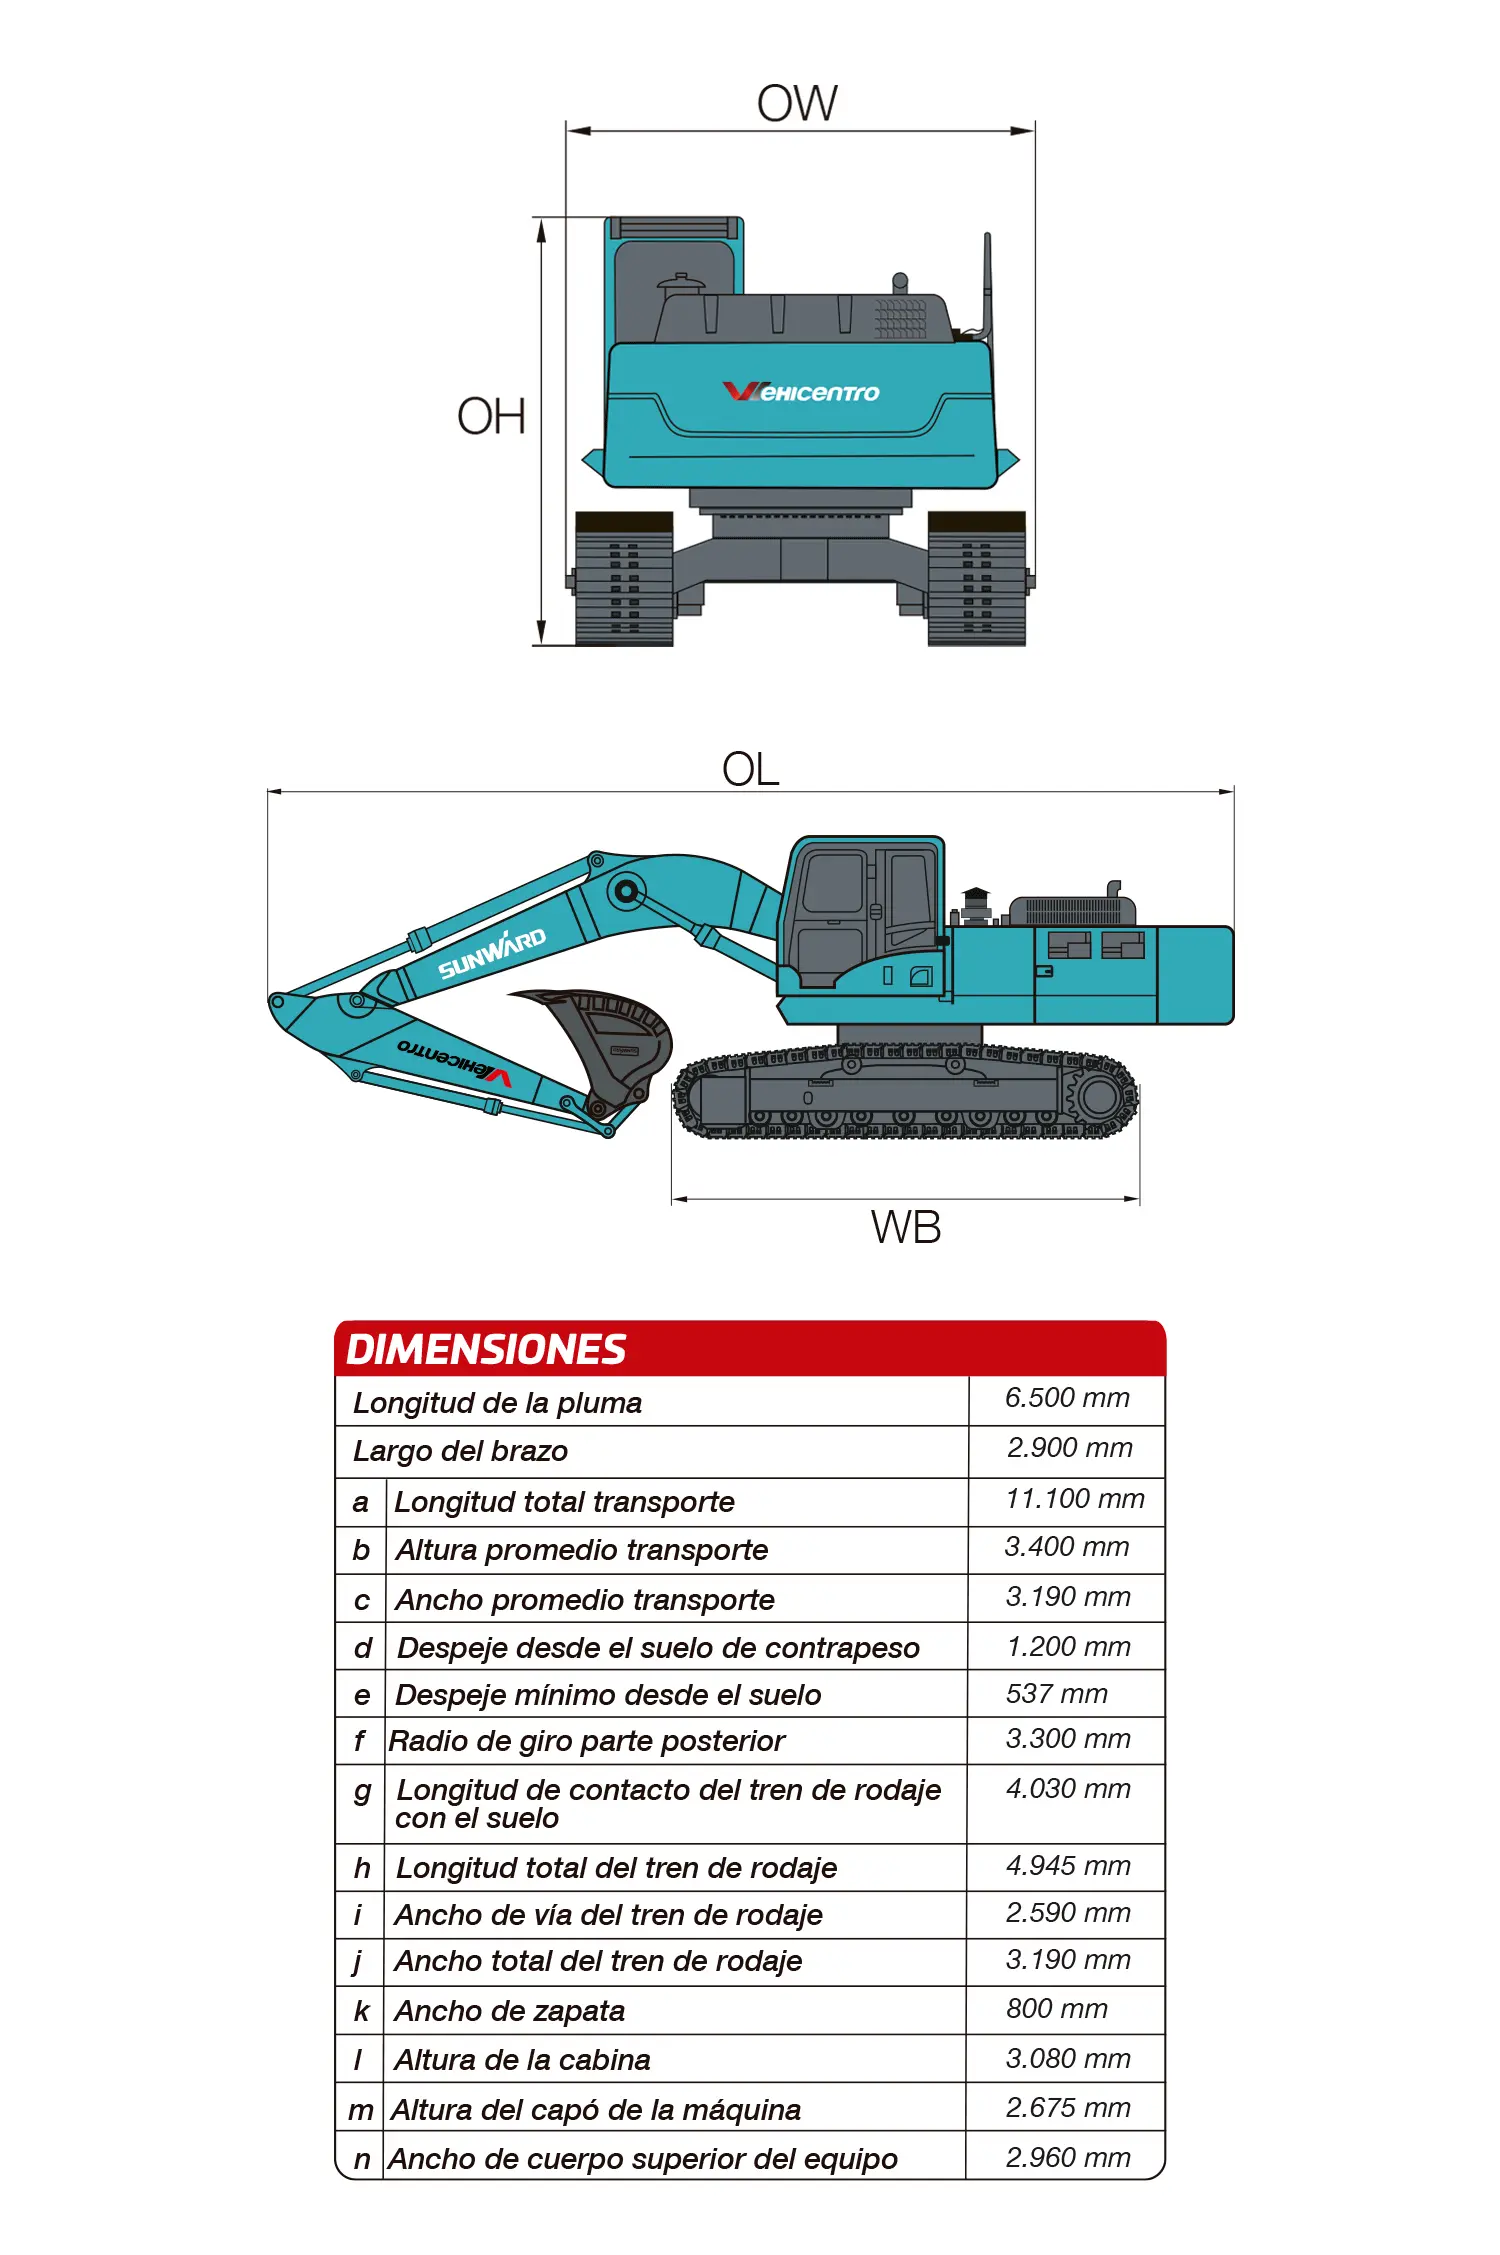 OW
OH
VEHICENTRO
OL
SUNWARD
VEHICENTRO
WB
DIMENSIONES
Longitud de la pluma 6.500 mm
Largo del brazo 2.900 mm
a Longitud total transporte 11.100 mm
b Altura promedio transporte 3.400 mm
c Ancho promedio transporte 3.190 mm
d Despeje desde el suelo de contrapeso 1.200 mm
e Despeje mínimo desde el suelo 537 mm
f Radio de giro parte posterior 3.300 mm
g Longitud de contacto del tren de rodaje 4.030 mm
con el suelo
h Longitud total del tren de rodaje 4.945 mm
i Ancho de vía del tren de rodaje 2.590 mm
j Ancho total del tren de rodaje 3.190 mm
k Ancho de zapata 800 mm
l Altura de la cabina 3.080 mm
m Altura del capó de la máquina 2.675 mm
n Ancho de cuerpo superior del equipo 2.960 mm